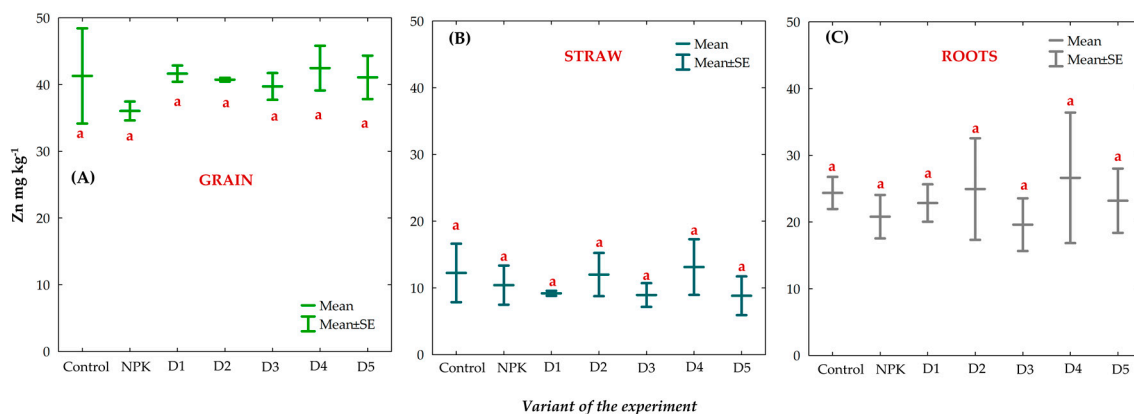 Zn mg kg-1
50
40
30
20
10
0
a a a a a a a
(A)
GRAIN
Mean
Mean±SE
Control NPK D1 D2 D3 D4 D5
50
40
30
20
10
0
(B)
STRAW
Mean
Mean±SE
a a a a a a a
Control NPK D1 D2 D3 D4 D5
50
40
30
20
10
0
(C)
ROOTS
Mean
Mean±SE
a a a a a a a
Control NPK D1 D2 D3 D4 D5
Variant of the experiment